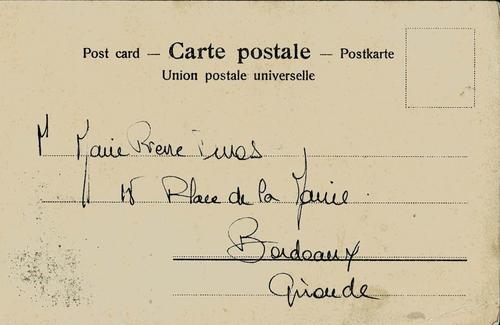 Post card — Carte postale — Postkarte
Union postale universelle
M Marie Pierre
18 Place de la Mairie
Bordeaux
Gironde